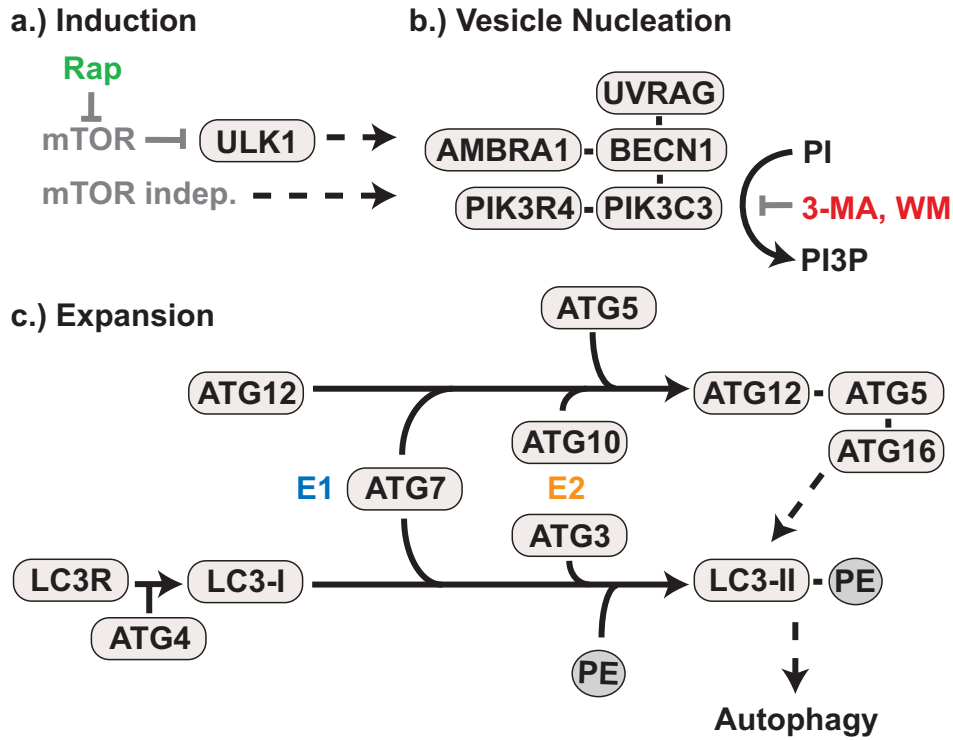 a.) Induction
b.) Vesicle Nucleation
Rap
mTOR
ULK1
mTOR indep.
UVRAG
AMBRA1
BECN1
PIK3R4
PIK3C3
PI
3-MA, WM
PI3P
c.) Expansion
ATG5
ATG12
ATG10
ATG12
ATG5
ATG16
E1
ATG7
E2
ATG3
LC3R
LC3-I
ATG4
LC3-II
PE
PE
Autophagy